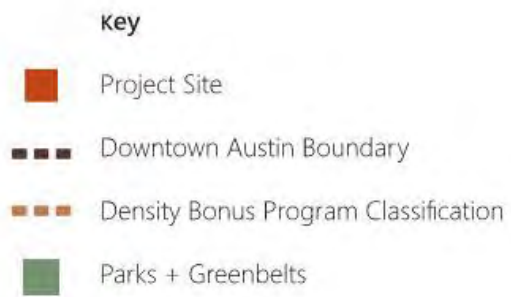 Key
Project Site
Downtown Austin Boundary
Density Bonus Program Classification
Parks + Greenbelts